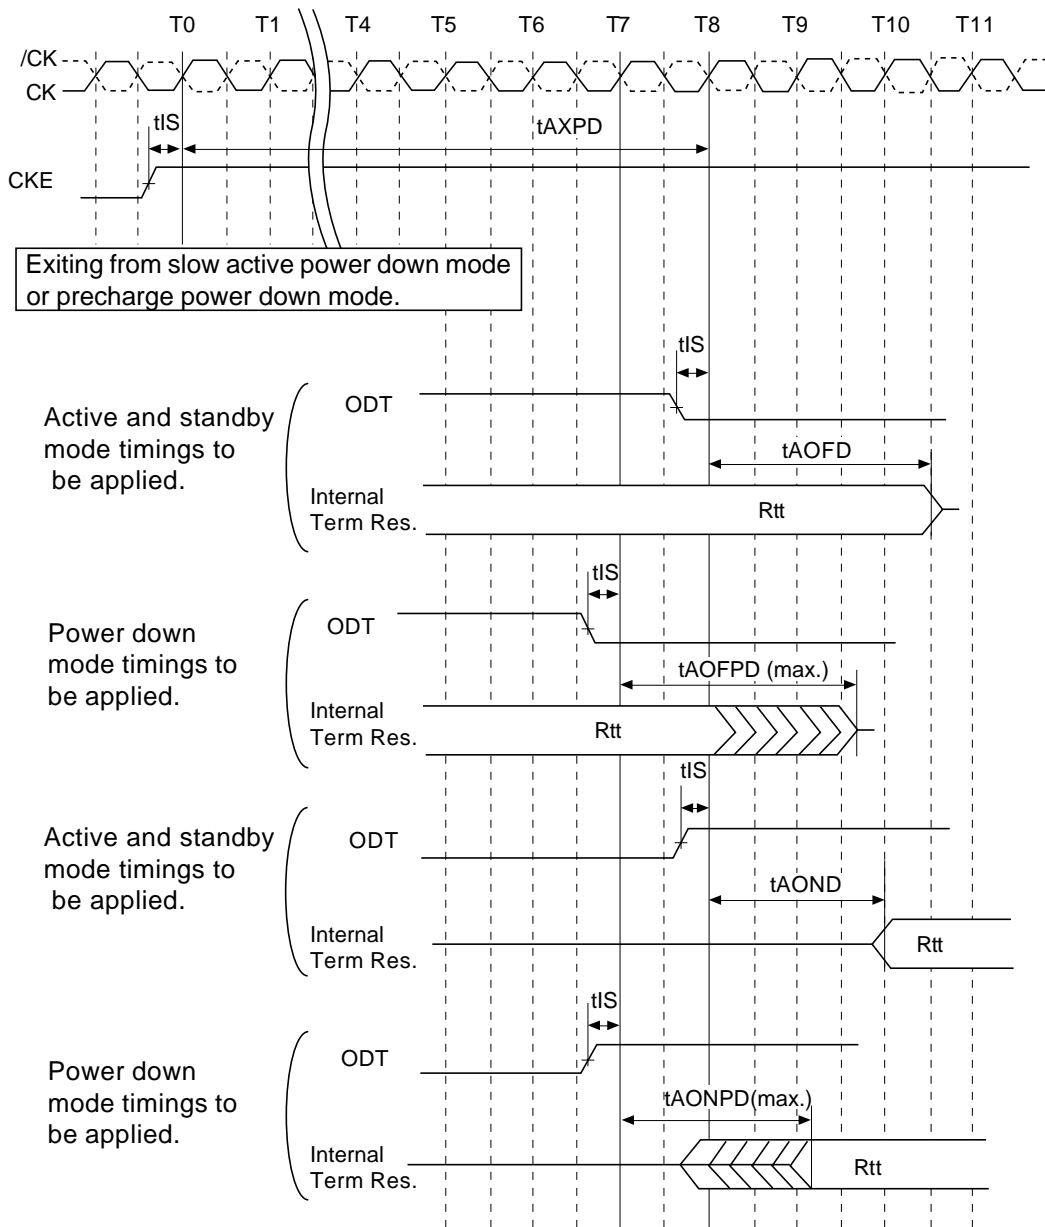 T0 T1 T4 T5 T6 T7 T8 T9 T10 T11
/CK
CK
tIS
tAXPD
CKE
Exiting from slow active power down mode
or precharge power down mode.
tIS
ODT
Active and standby
mode timings to
be applied.
tAOFD
Internal
Term Res.
Rtt
tIS
ODT
Power down
mode timings to
be applied.
tAOFPD (max.)
Internal
Term Res.
Rtt
tIS
ODT
Active and standby
mode timings to
be applied.
tAOND
Internal
Term Res.
Rtt
tIS
ODT
Power down
mode timings to
be applied.
tAONPD(max.)
Internal
Term Res.
Rtt